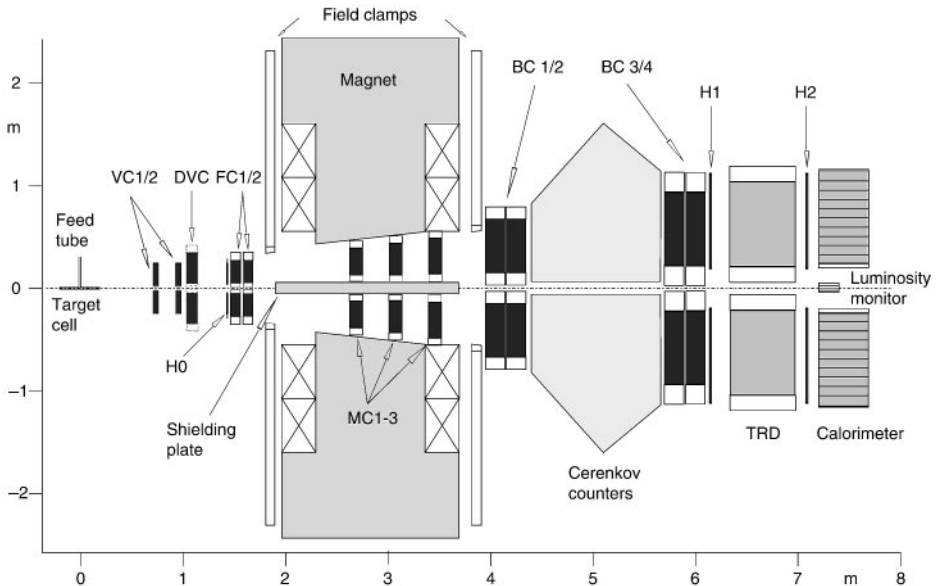 Field clamps
2
Magnet
BC 1/2
BC 3/4
H1
H2
m
1
VC1/2
DVC
FC1/2
Feed
tube
0
Target
cell
Luminosity
monitor
H0
−1
Shielding
plate
MC1-3
TRD
Calorimeter
Cerenkov
counters
−2
0
1
2
3
4
5
6
7
m
8